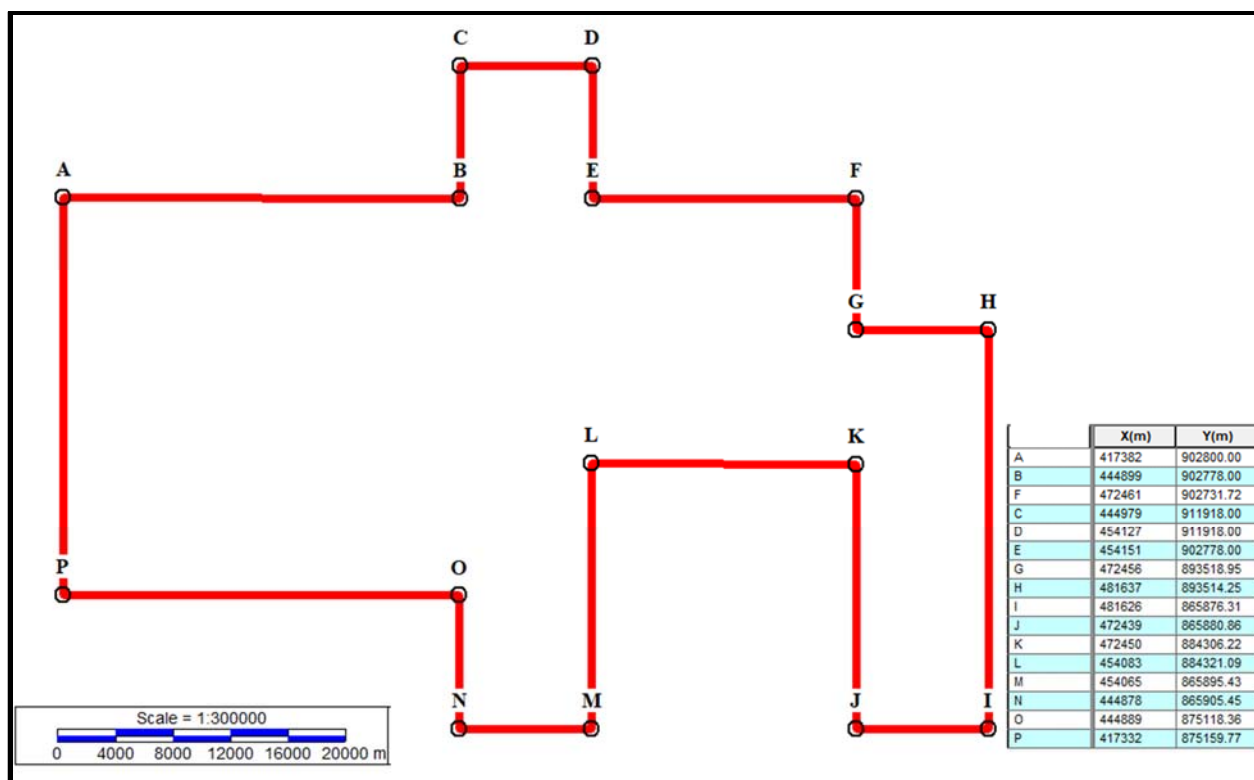 C D
A B E F
G H
L K
P O
N M J I
Scale = 1:300000
0 4000 8000 12000 16000 20000 m
X(m) Y(m)
A 417382 902800.00
B 444899 902778.00
F 472461 902731.72
C 444979 911918.00
D 454127 911918.00
E 454151 902778.00
G 472456 893518.95
H 481637 893514.25
I 481626 865876.31
J 472439 865880.86
K 472450 884306.22
L 454083 884321.09
M 454065 865895.43
N 444878 865905.45
O 444889 875118.36
P 417332 875159.77